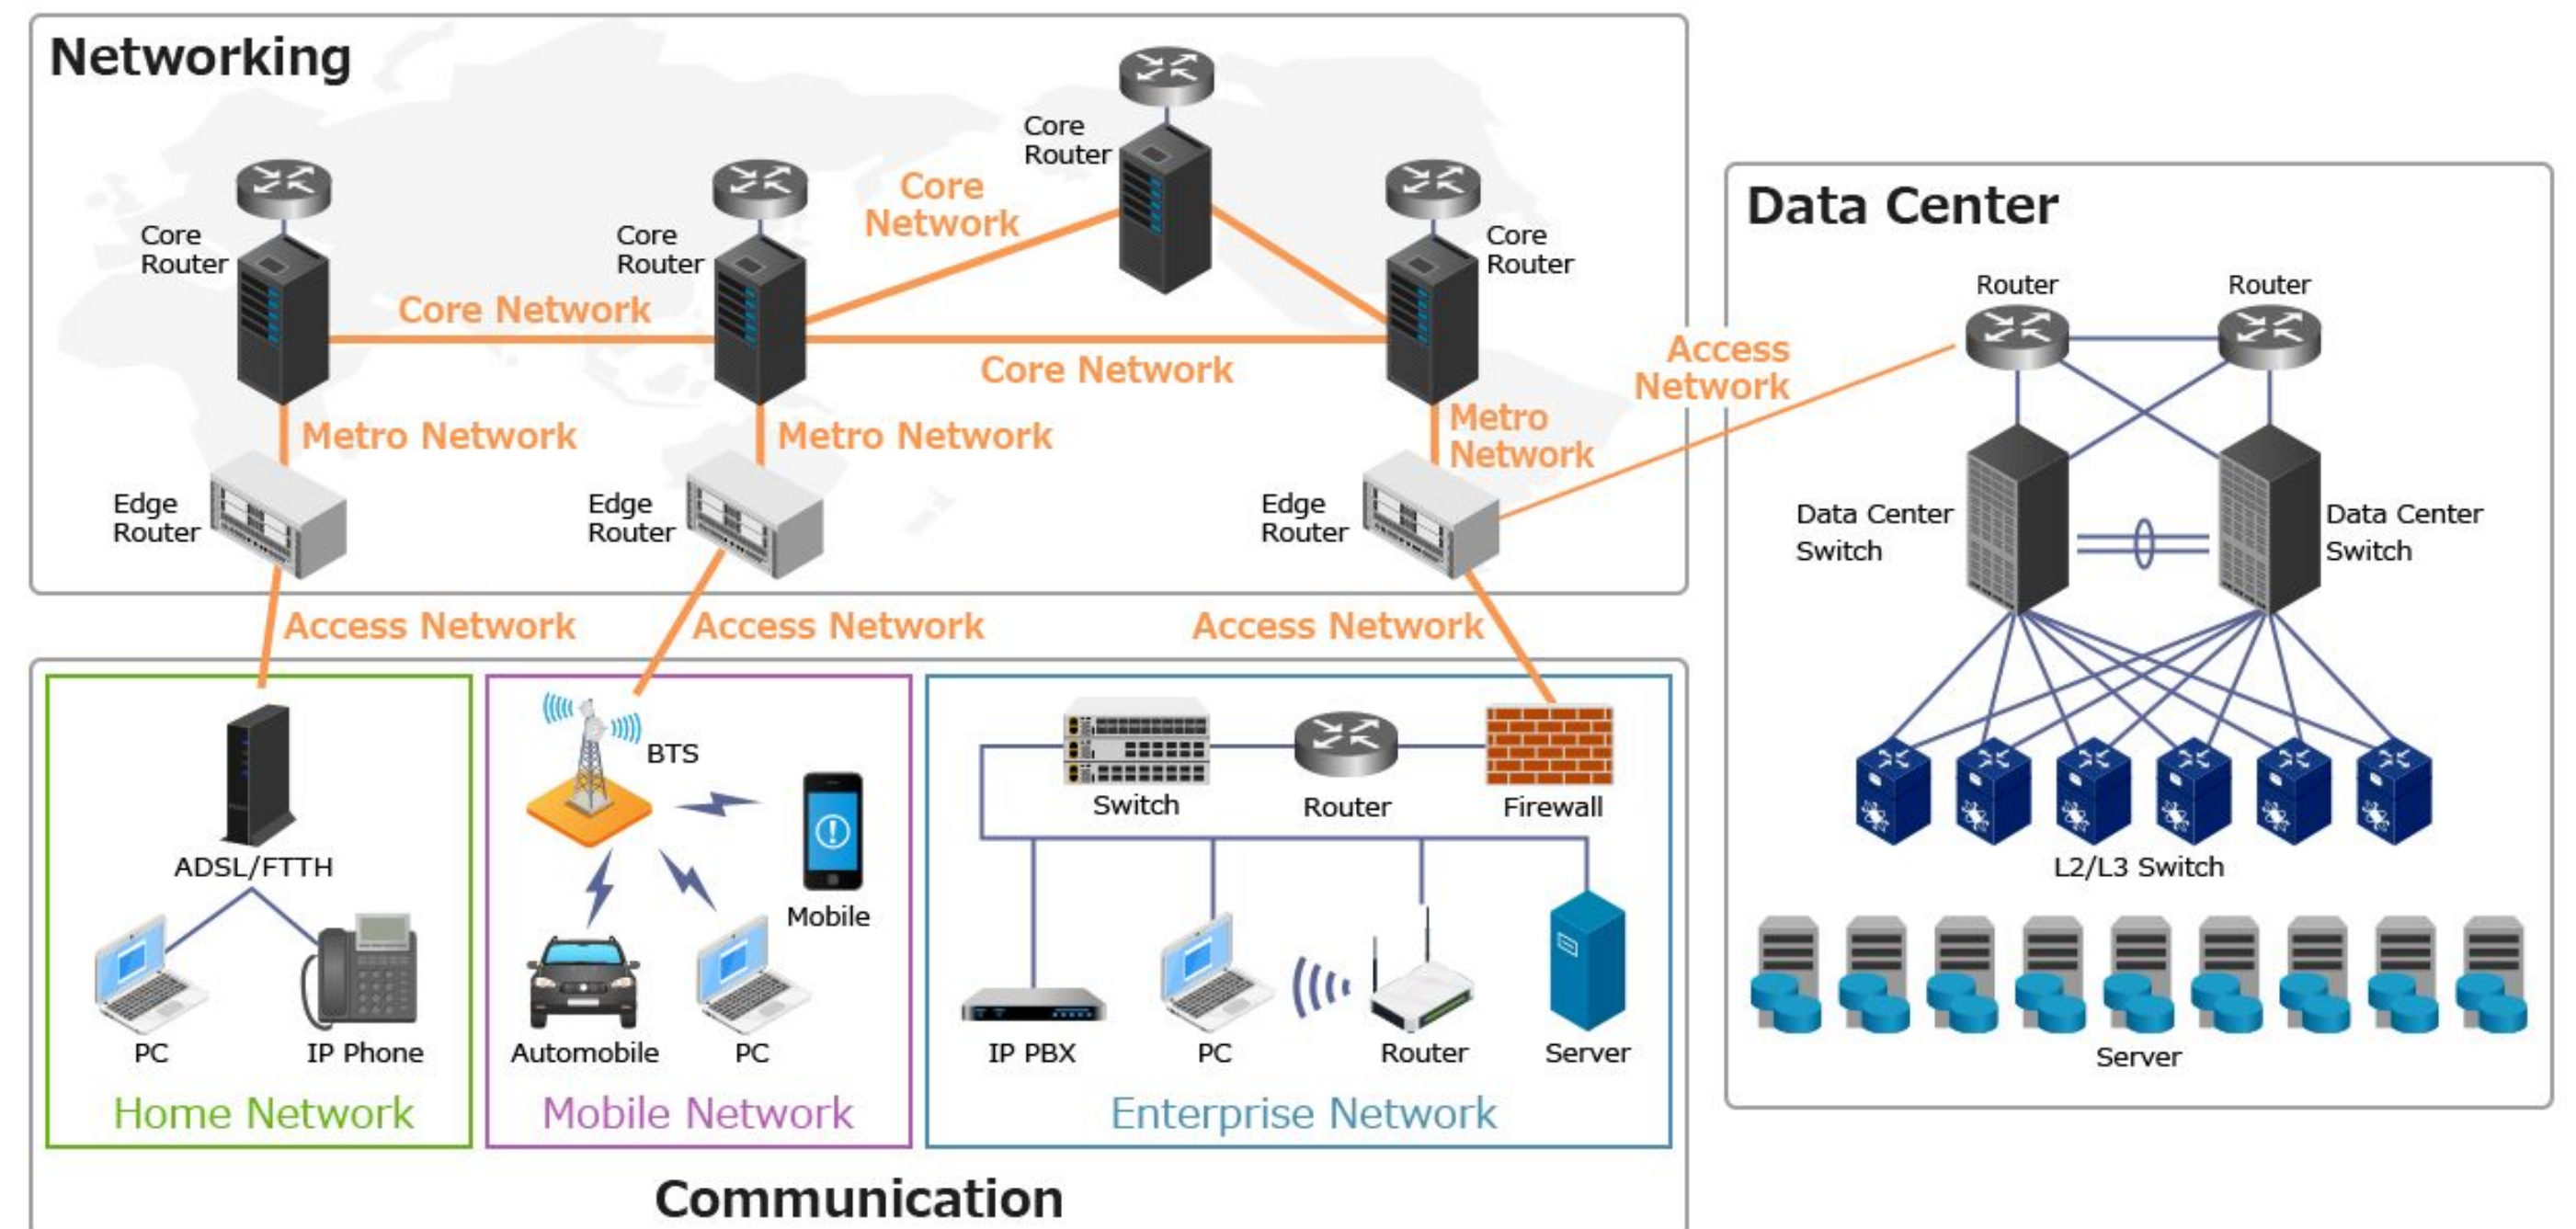 Networking
Core
Router
Core
Router
Core
Router
Core
Router
Core
Network
Core Network
Core Network
Metro Network
Metro Network
Metro
Network
Edge
Router
Edge
Router
Edge
Router
Access
Network
Access Network
Access Network
Access Network
Data Center
Router
Router
Data Center
Switch
Data Center
Switch
L2/L3 Switch
Server
ADSL/FTTH
PC
IP Phone
Home Network
BTS
Mobile
Automobile
PC
Mobile Network
Switch
Router
Firewall
IP PBX
PC
Router
Server
Enterprise Network
Communication